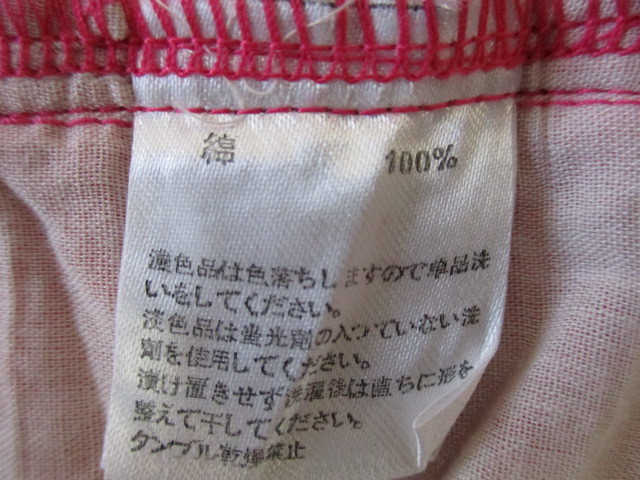 綿 100%
濃色品は色落ちしますので単品洗
いをしてください。
淡色品は蛍光剤の入っていない洗
剤を使用してください。
漬け置きせず洗濯後は直ちに形を
整えて干してください。
タンブル乾燥禁止